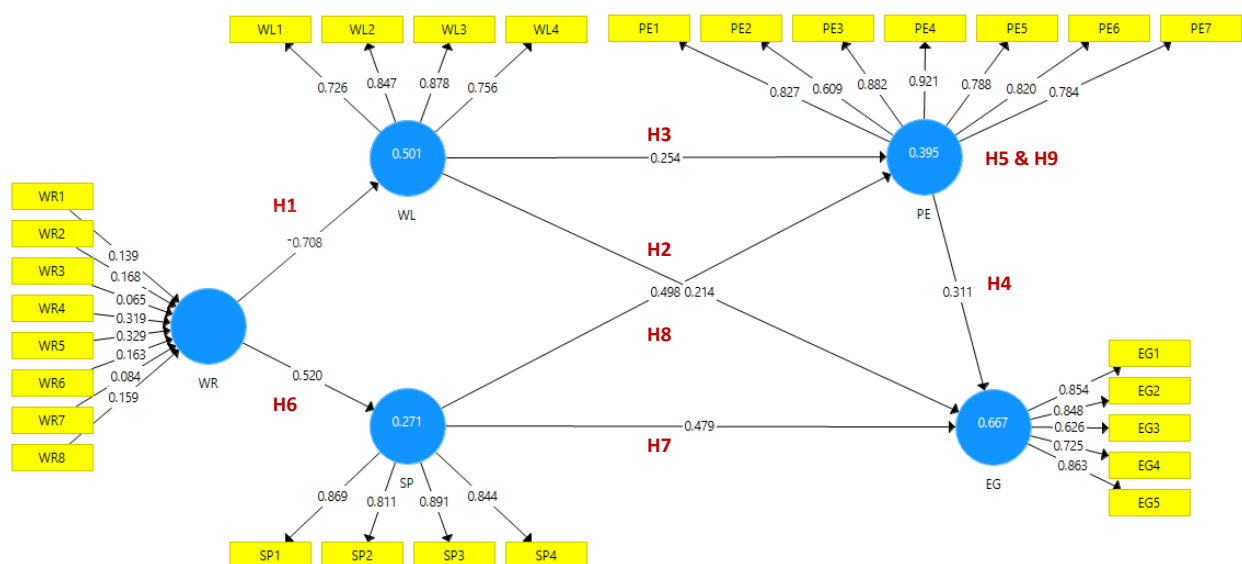 WL1 WL2 WL3 WL4 PE1 PE2 PE3 PE4 PE5 PE6 PE7
0.726 0.847 0.878 0.756 0.827 0.609 0.882 0.921 0.788 0.820 0.784
H3
0.501 0.254 0.395 H5 & H9
WL PE
WR1
WR2
WR3
WR4
WR5
WR6
WR7
WR8
0.139
0.168
0.065
0.319
0.329
0.163
0.084
0.159
WR
H1
-0.708
H2
0.498 0.214
H8
0.311 H4
0.520
H6
0.271
SP
0.479
H7
0.667
EG
0.854
0.848
0.626
0.725
0.863
EG1
EG2
EG3
EG4
EG5
0.869 0.811 0.891 0.844
SP1 SP2 SP3 SP4